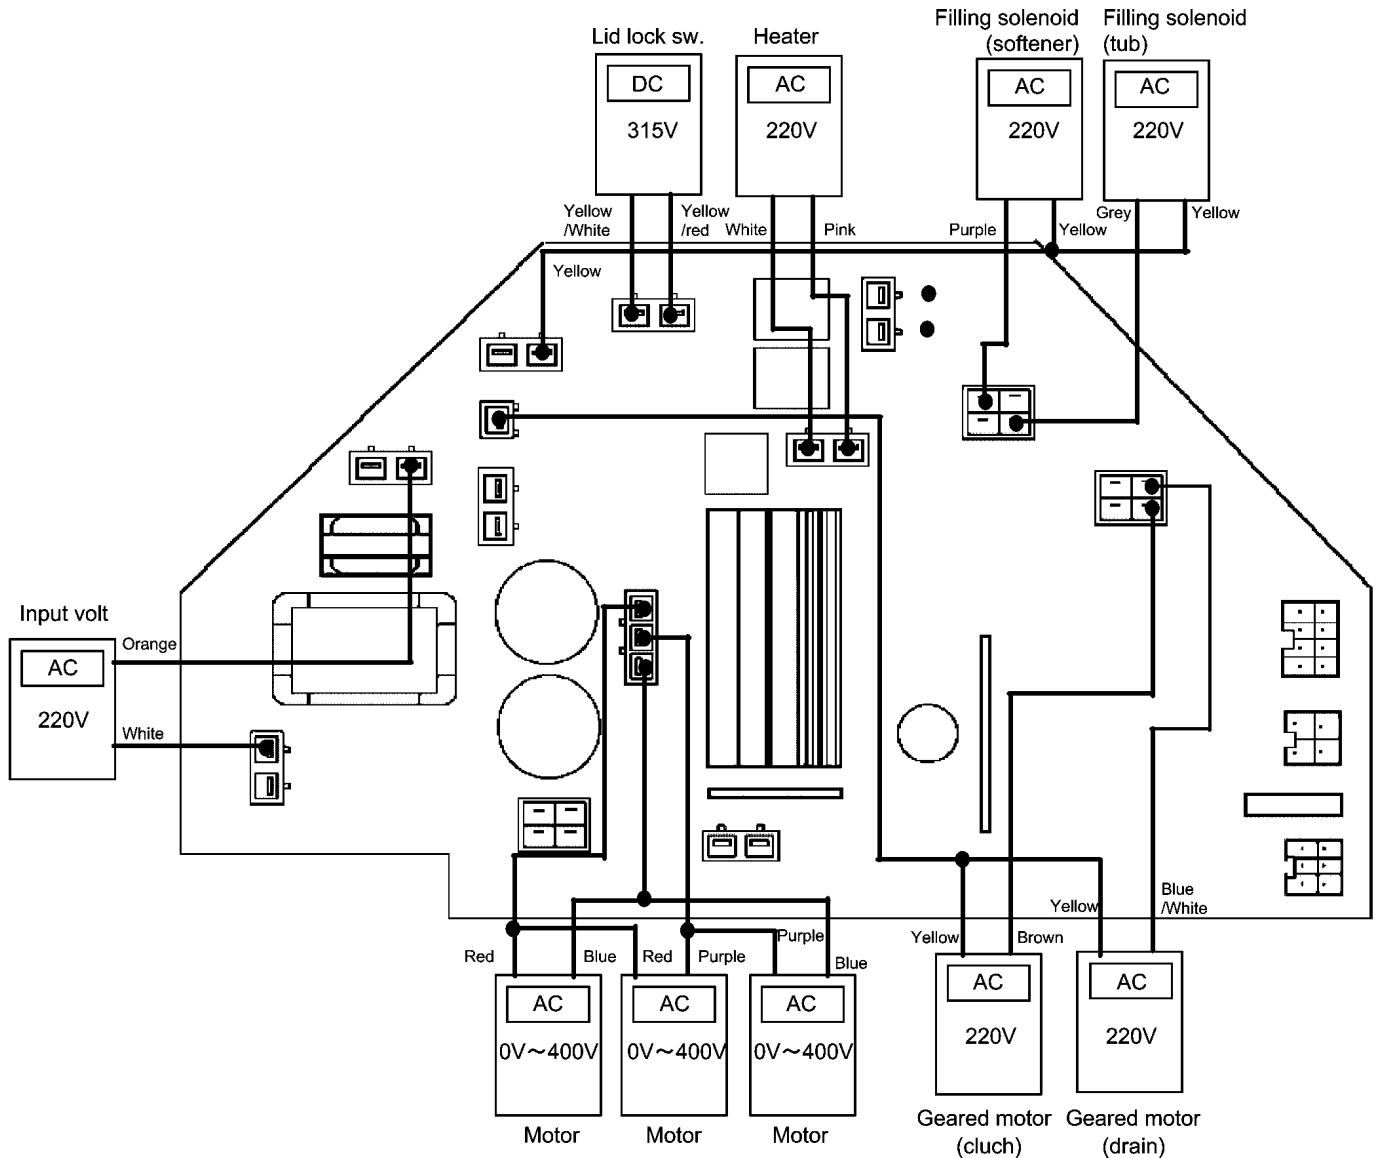 Filling solenoid
(softener)
Filling solenoid
(tub)
Lid lock sw.
Heater
DC
315V
AC
220V
AC
220V
AC
220V
Yellow
/White
Yellow
/red
White
Pink
Purple
Yellow
Grey
Yellow
Yellow
Input volt
AC
220V
Orange
White
Red
Blue
Red
Purple
Purple
Blue
Yellow
Brown
Yellow
Blue
/White
AC
0V～400V
Motor
AC
0V～400V
Motor
AC
0V～400V
Motor
AC
220V
Geared motor
(cluch)
AC
220V
Geared motor
(drain)